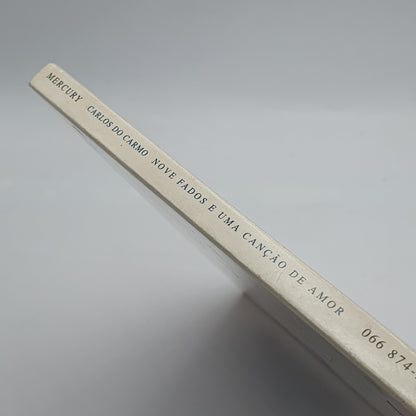 MERCURY CARLOS DO CARMO NOVE FADOS E UMA CANÇÃO DE AMOR 066 874-